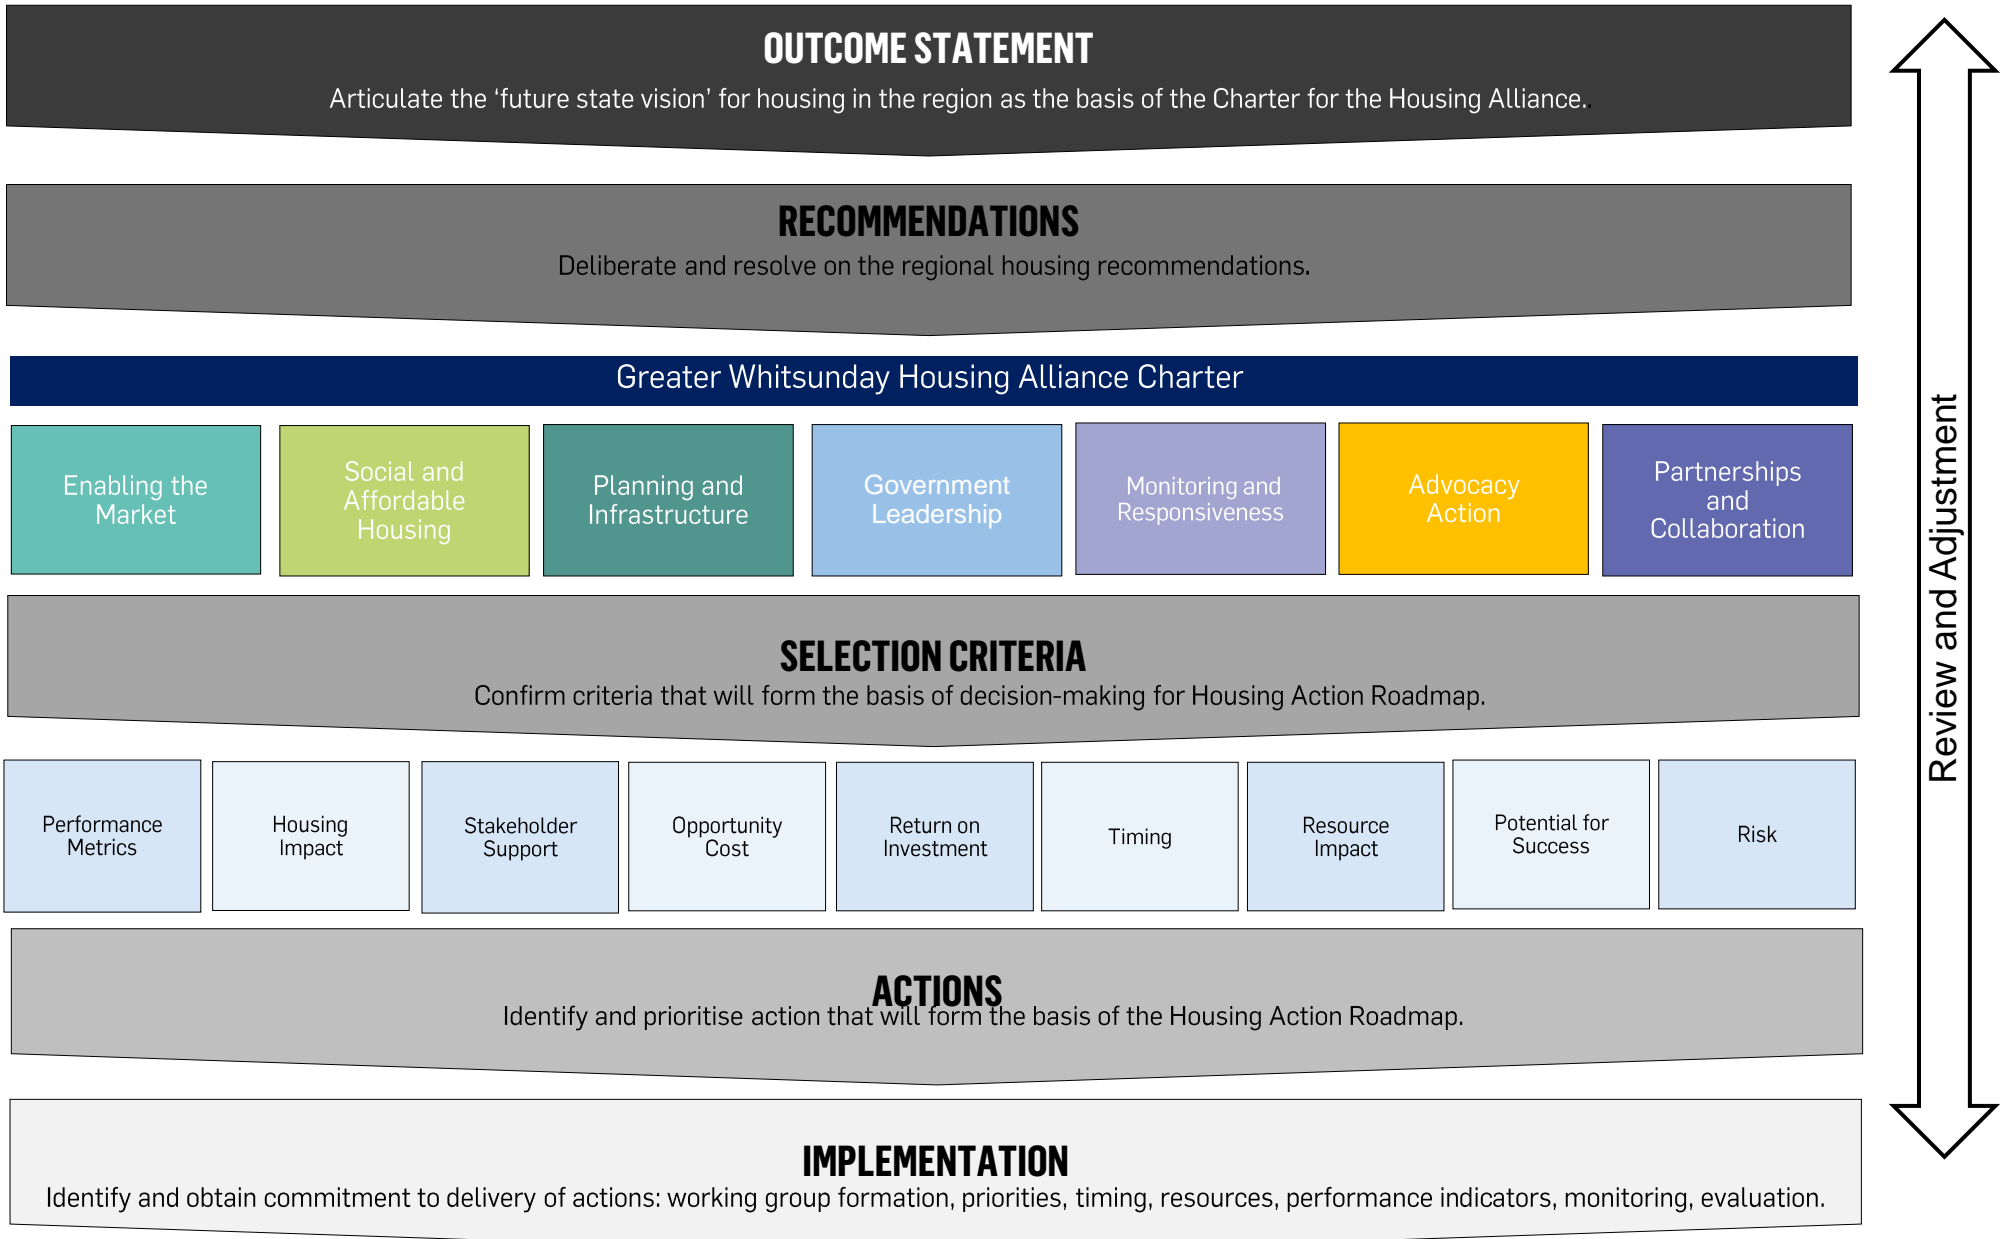 OUTCOME STATEMENT
Articulate the ‘future state vision’ for housing in the region as the basis of the Charter for the Housing Alliance..
RECOMMENDATIONS
Deliberate and resolve on the regional housing recommendations.
Greater Whitsunday Housing Alliance Charter
Enabling the
Market
Social and
Affordable
Housing
Planning and
Infrastructure
Government
Leadership
Monitoring and
Responsiveness
Advocacy
Action
Partnerships
and
Collaboration
SELECTION CRITERIA
Confirm criteria that will form the basis of decision-making for Housing Action Roadmap.
Performance
Metrics
Housing
Impact
Stakeholder
Support
Opportunity
Cost
Return on
Investment
Timing
Resource
Impact
Potential for
Success
Risk
ACTIONS
Identify and prioritise action that will form the basis of the Housing Action Roadmap.
IMPLEMENTATION
Identify and obtain commitment to delivery of actions: working group formation, priorities, timing, resources, performance indicators, monitoring, evaluation.
Review and Adjustment